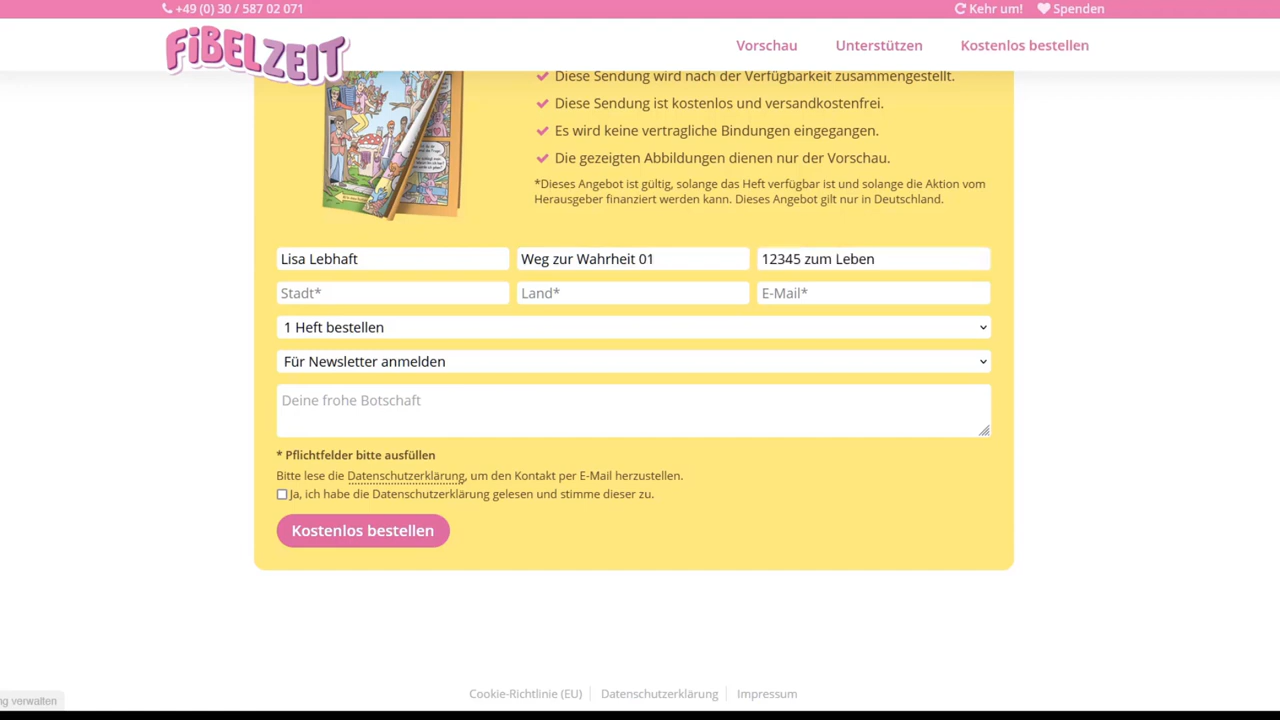 +49 (0) 30 / 587 02 071
Kehr um!
Spenden
FiBELZEIT
Vorschau
Unterstützen
Kostenlos bestellen
Diese Sendung wird nach der Verfügbarkeit zusammengestellt.
Diese Sendung ist kostenlos und versandkostenfrei.
Es wird keine vertragliche Bindungen eingegangen.
Die gezeigten Abbildungen dienen nur der Vorschau.
*Dieses Angebot ist gültig, solange das Heft verfügbar ist und solange die Aktion vom
Herausgeber finanziert werden kann. Dieses Angebot gilt nur in Deutschland.
Lisa Lebhaft
Weg zur Wahrheit 01
12345 zum Leben
Stadt*
Land*
E-Mail*
1 Heft bestellen
Für Newsletter anmelden
Deine frohe Botschaft
* Pflichtfelder bitte ausfüllen
Bitte lese die Datenschutzerklärung, um den Kontakt per E-Mail herzustellen.
Ja, ich habe die Datenschutzerklärung gelesen und stimme dieser zu.
Kostenlos bestellen
Cookie-Richtlinie (EU)
Datenschutzerklärung
Impressum
ng verwalten